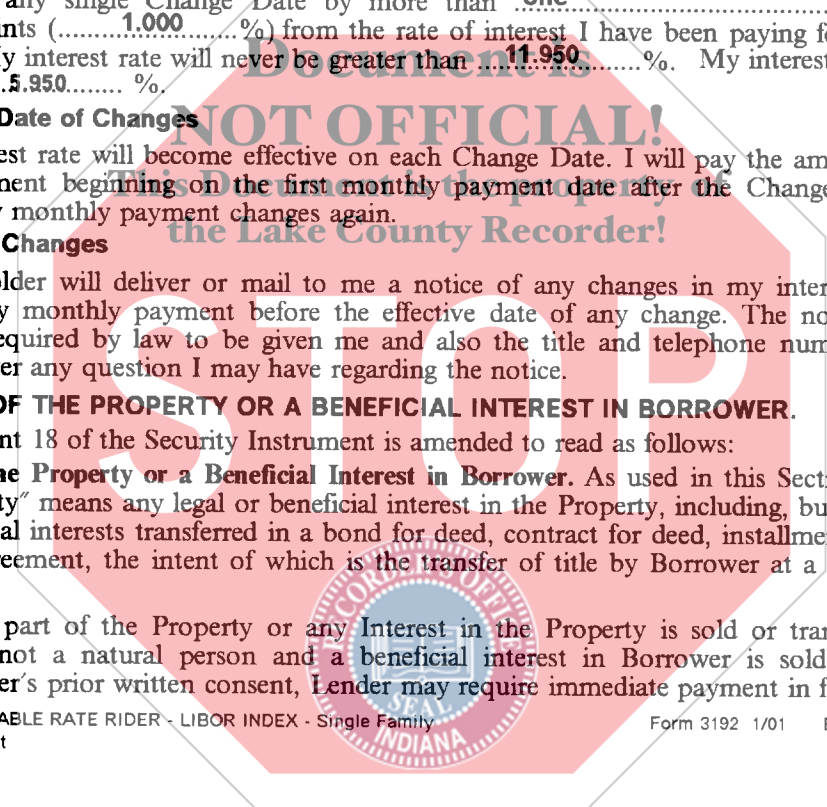 any single Change Date by more than one
ints (..........1.000........%) from the rate of interest I have been paying f
y interest rate will never be greater than .....11.950.........%. My interest
.5.950........ %.
Document is
Date of Changes
NOT OFFICIAL!
est rate will become effective on each Change Date. I will pay the am
nent beginning on the first monthly payment date after the Change
This Document is the property of
y monthly payment changes again.
the Lake County Recorder!
Changes
older will deliver or mail to me a notice of any changes in my inter
y monthly payment before the effective date of any change. The no
equired by law to be given me and also the title and telephone num
er any question I may have regarding the notice.
STOP
OF THE PROPERTY OR A BENEFICIAL INTEREST IN BORROWER.
nt 18 of the Security Instrument is amended to read as follows:
ne Property or a Beneficial Interest in Borrower. As used in this Secti
ty" means any legal or beneficial interest in the Property, including, bu
al interests transferred in a bond for deed, contract for deed, installme
reement, the intent of which is the transfer of title by Borrower at a
RECORDER'S OFFICE
part of the Property or any Interest in the Property is sold or tran
not a natural person and a beneficial interest in Borrower is sold
er's prior written consent, Lender may require immediate payment in f
SEAL
INDIANA
ABLE RATE RIDER - LIBOR INDEX - Single Family
Form 3192 1/01
t